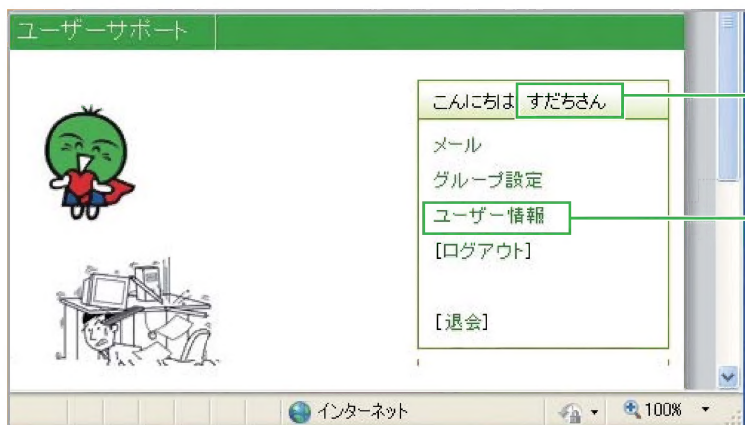 ユーザーサポート
こんにちは すだちさん
メール
グループ設定
ユーザー情報
[ログアウト]
[退会]
インターネット
100%